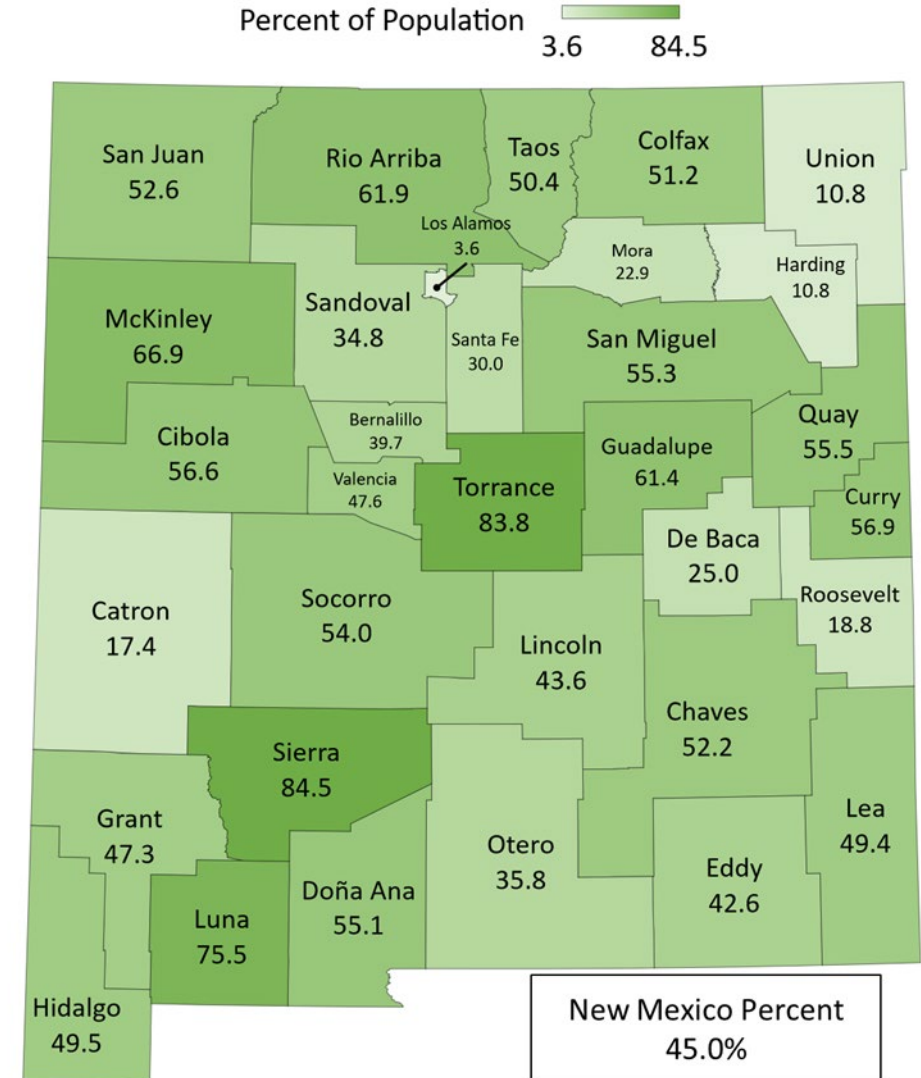 Percent of Population
3.6 84.5
San Juan
52.6
Rio Arriba
61.9
Taos
50.4
Colfax
51.2
Union
10.8
Los Alamos
3.6
Mora
22.9
Harding
10.8
McKinley
66.9
Sandoval
34.8
Santa Fe
30.0
San Miguel
55.3
Cibola
56.6
Bernalillo
39.7
Valencia
47.6
Torrance
83.8
Guadalupe
61.4
Quay
55.5
Curry
56.9
De Baca
25.0
Roosevelt
18.8
Catron
17.4
Socorro
54.0
Lincoln
43.6
Chaves
52.2
Sierra
84.5
Grant
47.3
Luna
75.5
Doña Ana
55.1
Otero
35.8
Eddy
42.6
Lea
49.4
Hidalgo
49.5
New Mexico Percent
45.0%